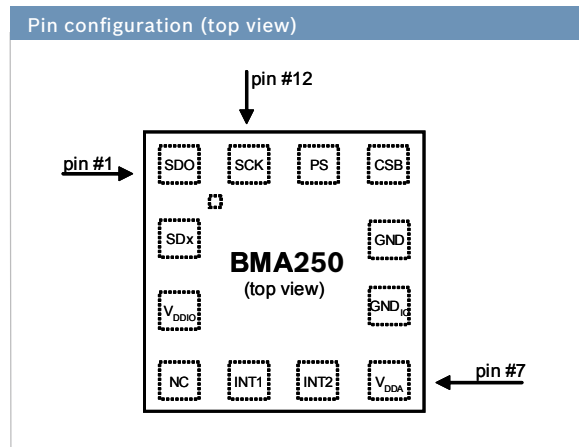 Pin configuration (top view)
pin #12
pin #1
SDO SCK PS CSB
SDx GND
BMA250
(top view)
VDDIO GNDIO
pin #7
NC INT1 INT2 VDDA